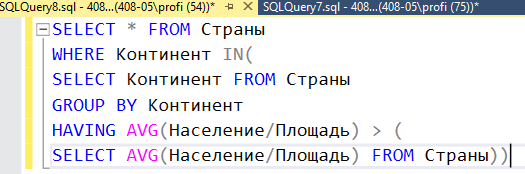 SQLQuery8.sql - 408...(408-05\profi (54))* SQLQuery7.sql - 408...(408-05\profi (75))*
SELECT * FROM Страны
WHERE Континент IN(
SELECT Континент FROM Страны
GROUP BY Континент
HAVING AVG(Население/Площадь) > (
SELECT AVG(Население/Площадь) FROM Страны))